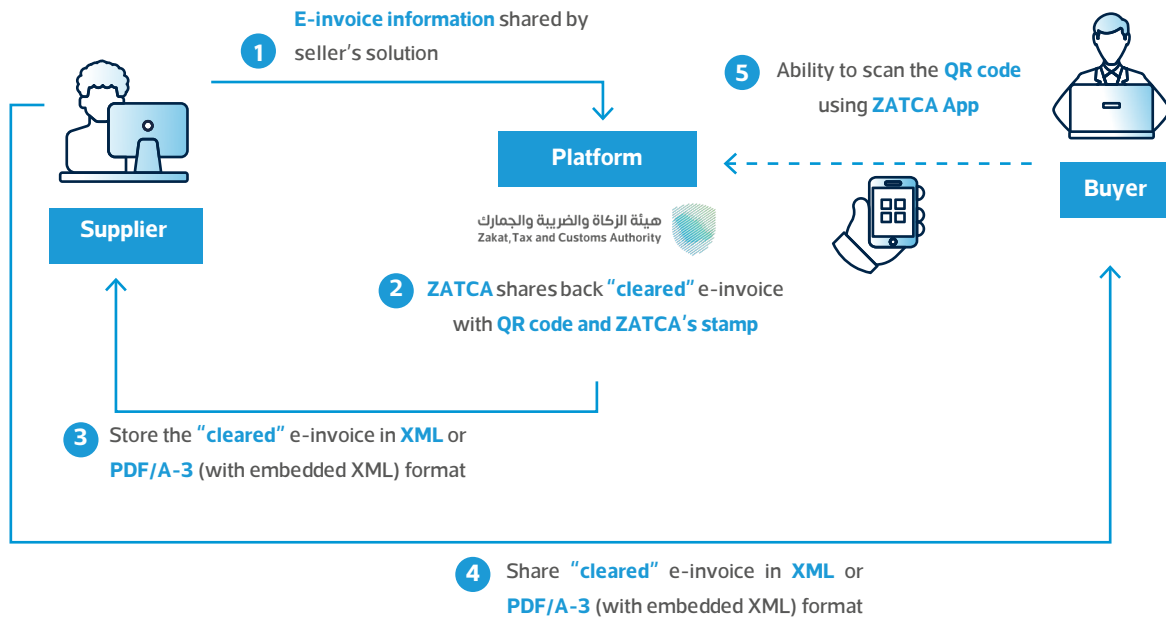 1
E-invoice information shared by
seller's solution
Supplier
Platform
هيئة الزكاة والضريبة والجمارك
Zakat, Tax and Customs Authority
5
Ability to scan the QR code
using ZATCA App
Buyer
2
ZATCA shares back “cleared” e-invoice
with QR code and ZATCA's stamp
3
Store the “cleared” e-invoice in XML or
PDF/A-3 (with embedded XML) format
4
Share “cleared” e-invoice in XML or
PDF/A-3 (with embedded XML) format